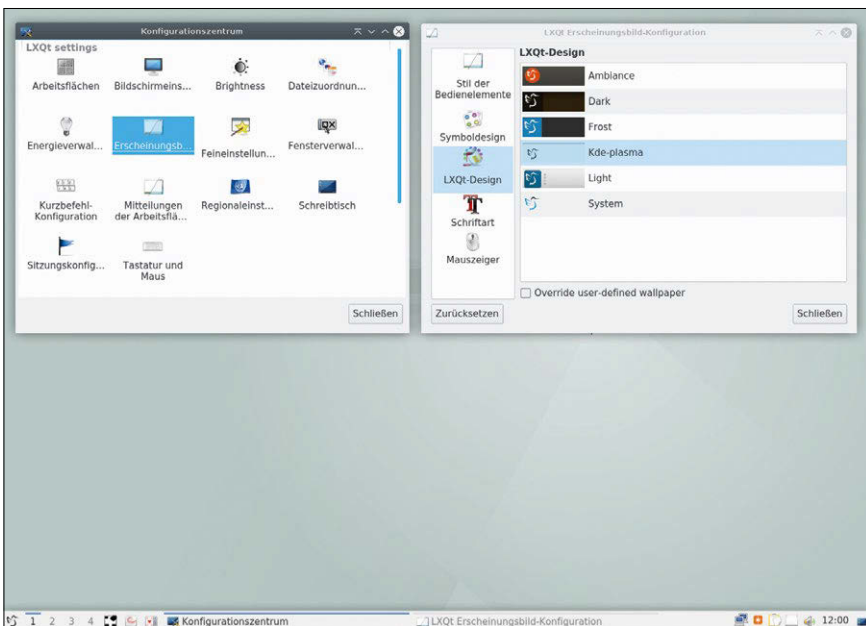 Konfigurationszentrum
LXQt settings
Arbeitsflächen
Bildschirmeins...
Brightness
Dateizuordnun...
Energieverwal...
Erscheinungsb...
Feineinstellun...
Fensterverwal...
Kurzbefehl-
Konfiguration
Mitteilungen
der Arbeitsflä...
Regionaleinst...
Schreibtisch
Sitzungskonfig...
Tastatur und
Maus
Schließen
LXQt Erscheinungsbild-Konfiguration
Stil der
Bedienelemente
Symboldesign
LXQt-Design
Schriftart
Mauszeiger
LXQt-Design
Ambiance
Dark
Frost
Kde-plasma
Light
System
Override user-defined wallpaper
Zurücksetzen
Schließen
1 2 3 4 Konfigurationszentrum LXQt Erscheinungsbild-Konfiguration 12:00